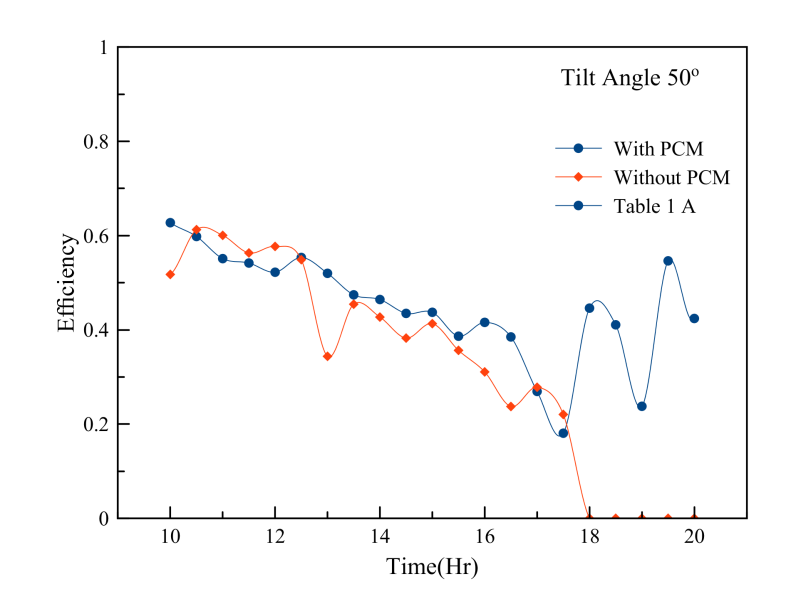 1
Tilt Angle 50º
0.8
With PCM
Without PCM
Table 1 A
0.6
Efficiency
0.4
0.2
0
10 12 14 16 18 20
Time(Hr)